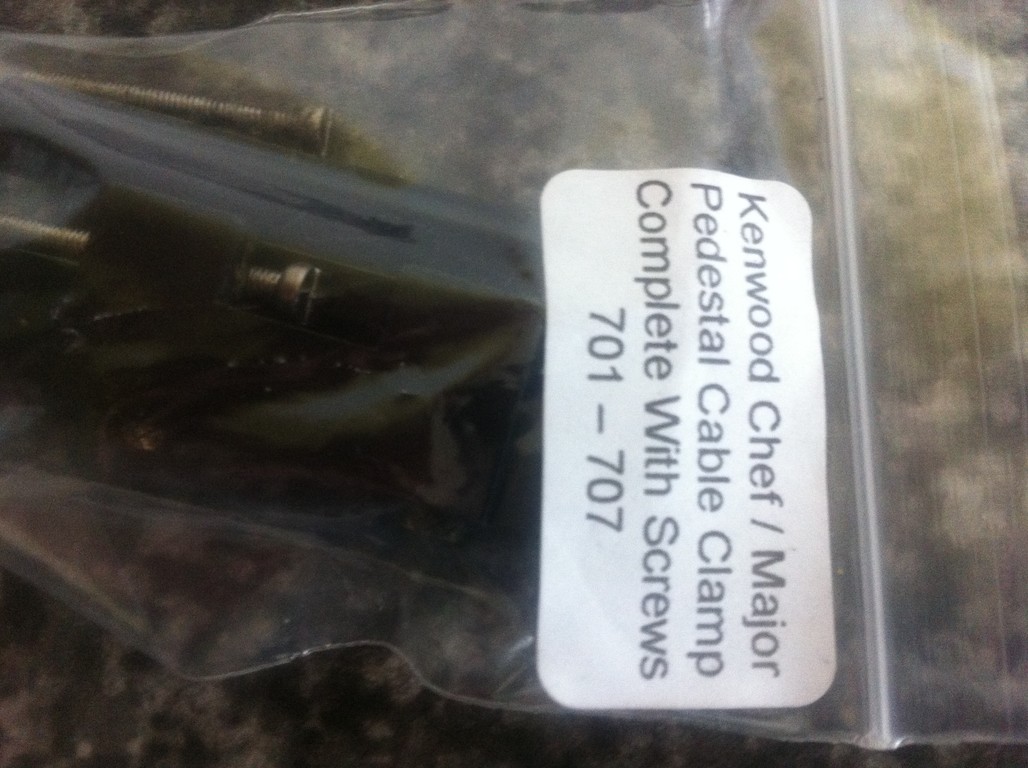 Kenwood Chef / Major
Pedestal Cable Clamp
Complete With Screws
701 – 707